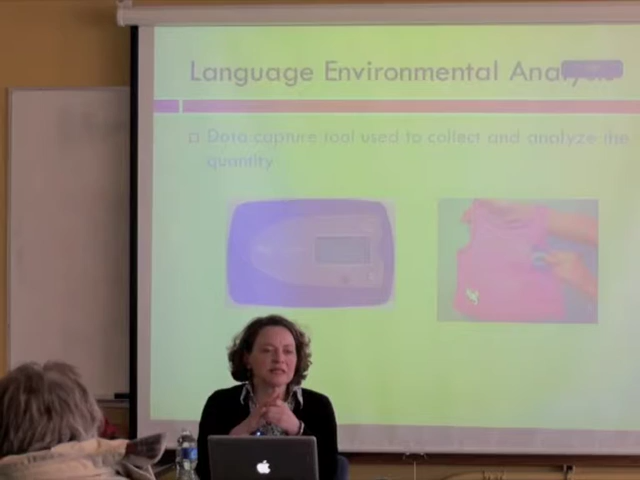 Language Environmental Analysis
Data capture tool used to collect and analyze the
quantity